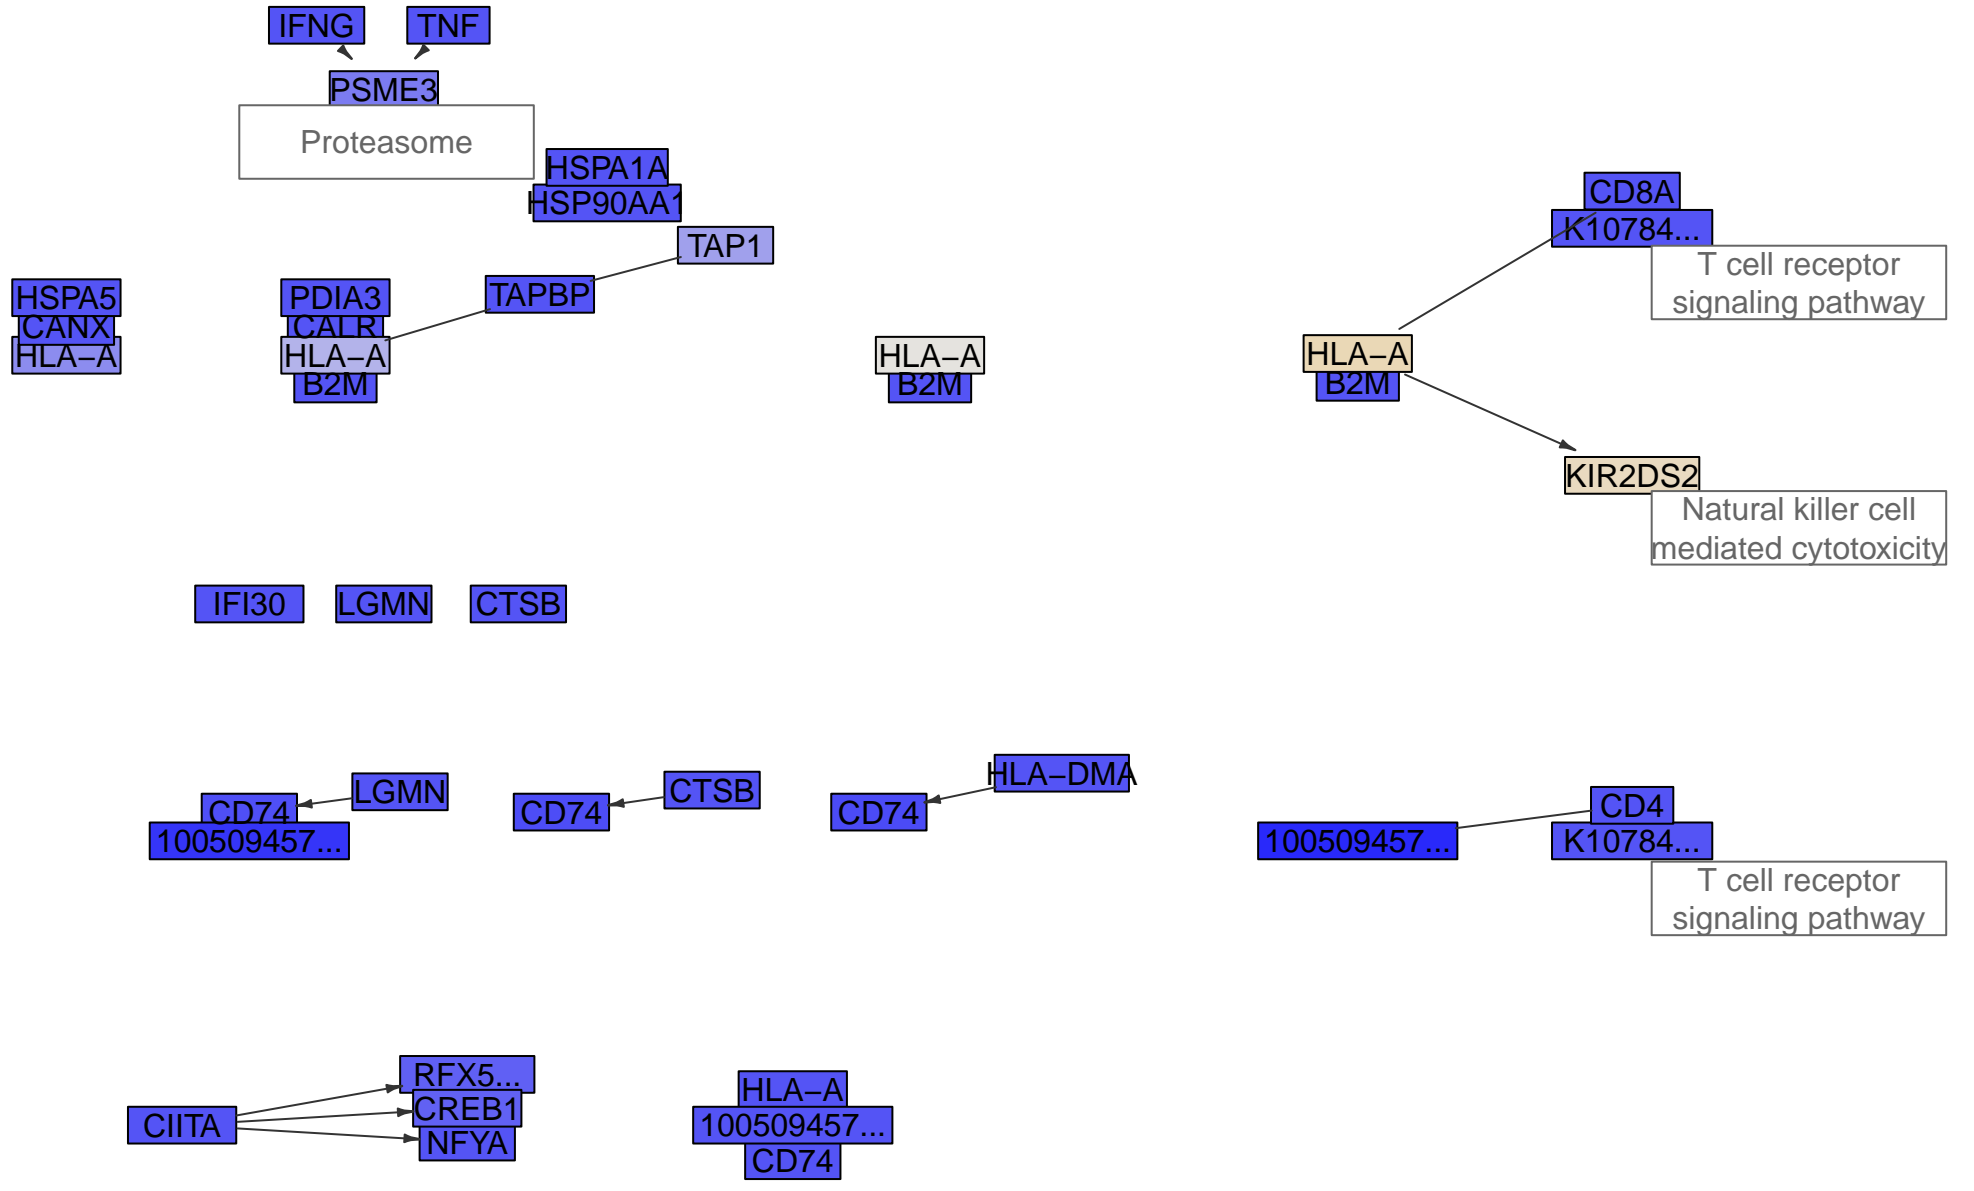 IFNG
TNF
PSME3
Proteasome
HSPA1A
HSP90AA1
CD8A
K10784...
TAP1
T cell receptor
signaling pathway
HSPA5
PDIA3
TAPBP
CANX
CALR
HLA−A
HLA−A
HLA−A
HLA−A
B2M
B2M
B2M
KIR2DS2
Natural killer cell
mediated cytotoxicity
IFI30
LGMN
CTSB
HLA−DMA
LGMN
CTSB
CD74
CD74
CD74
CD4
100509457...
100509457...
K10784...
T cell receptor
signaling pathway
RFX5...
HLA−A
CREB1
CIITA
100509457...
NFYA
CD74